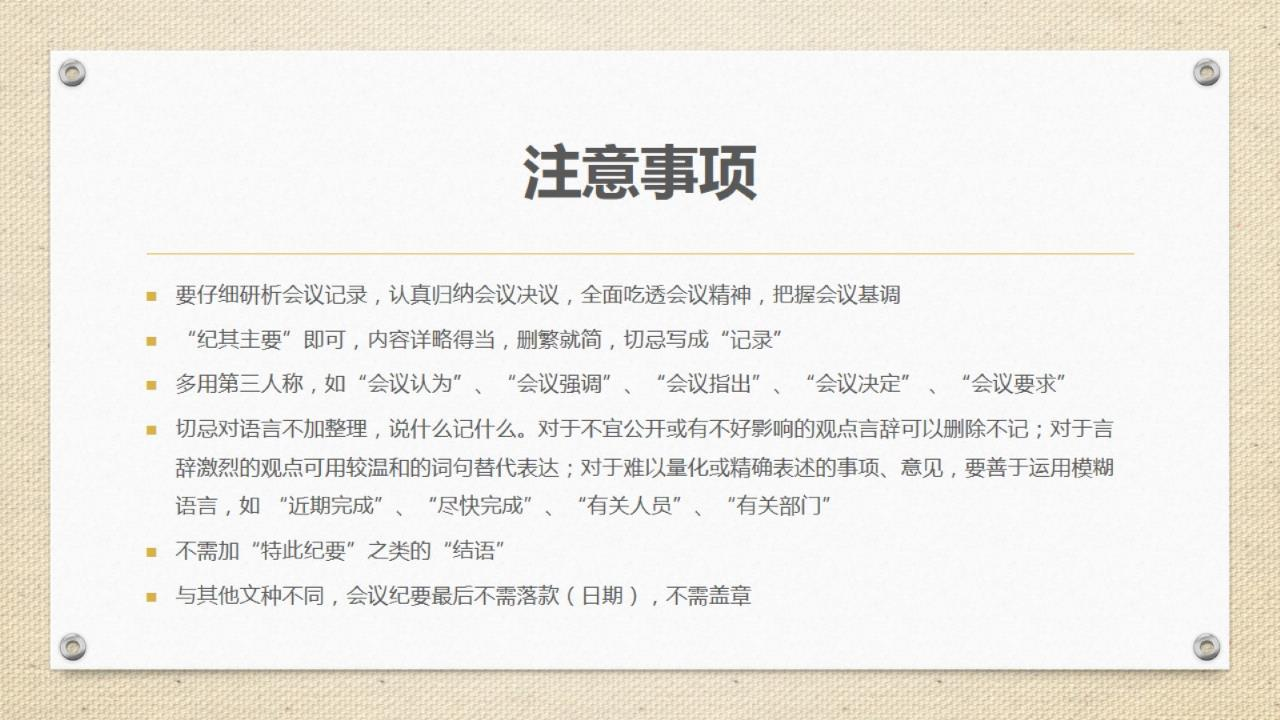 注意事项
要仔细研析会议记录，认真归纳会议决议，全面吃透会议精神，把握会议基调
“纪其主要”即可，内容详略得当，删繁就简，切忌写成“记录”
多用第三人称，如“会议认为”、“会议强调”、“会议指出”、“会议决定”、“会议要求”
切忌对语言不加整理，说什么记什么。对于不宜公开或有不好影响的观点言辞可以删除不记；对于言
辞激烈的观点可用较温和的词句替代表达；对于难以量化或精确表述的事项、意见，要善于运用模糊
语言，如 “近期完成”、“尽快完成”、“有关人员”、“有关部门”
不需加“特此纪要”之类的“结语”
与其他文种不同，会议纪要最后不需落款（日期），不需盖章